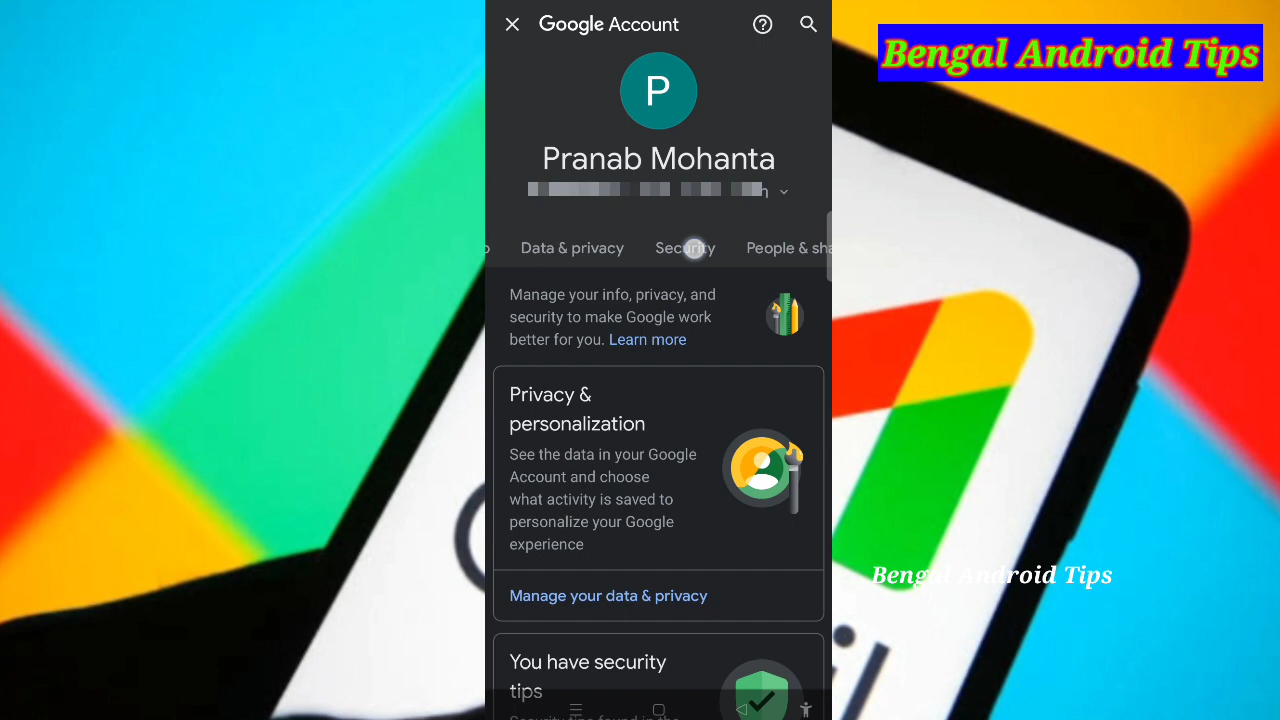 Google Account
Bengal Android Tips
P
Pranab Mohanta
Data & privacy
Security
People & sha
Manage your info, privacy, and
security to make Google work
better for you. Learn more
Privacy &
personalization
See the data in your Google
Account and choose
what activity is saved to
personalize your Google
experience
Bengal Android Tips
Manage your data & privacy
You have security
tips